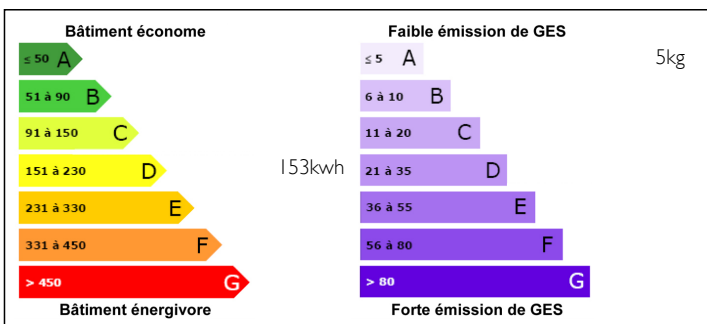 Bâtiment économe
≤ 50 A
51 à 90 B
91 à 150 C
151 à 230 D
231 à 330 E
331 à 450 F
> 450 G
Bâtiment énergivore
153kwh
Faible émission de GES
≤ 5 A
6 à 10 B
11 à 20 C
21 à 35 D
36 à 55 E
56 à 80 F
> 80 G
Forte émission de GES
5kg